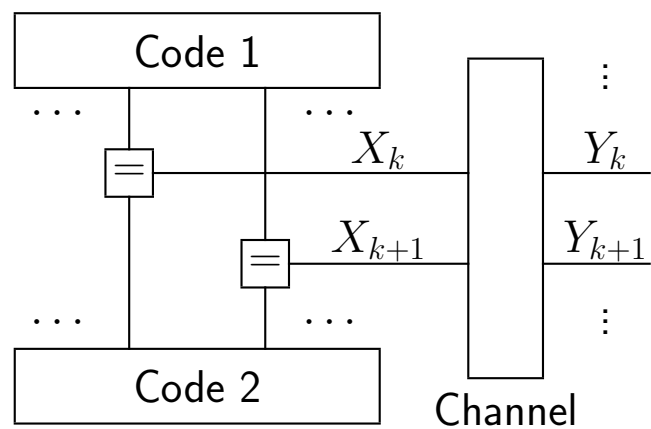 Code 1
... ... ⋮
= X_k Y_k
= X_{k+1} Y_{k+1}
... ... ⋮
Code 2
Channel